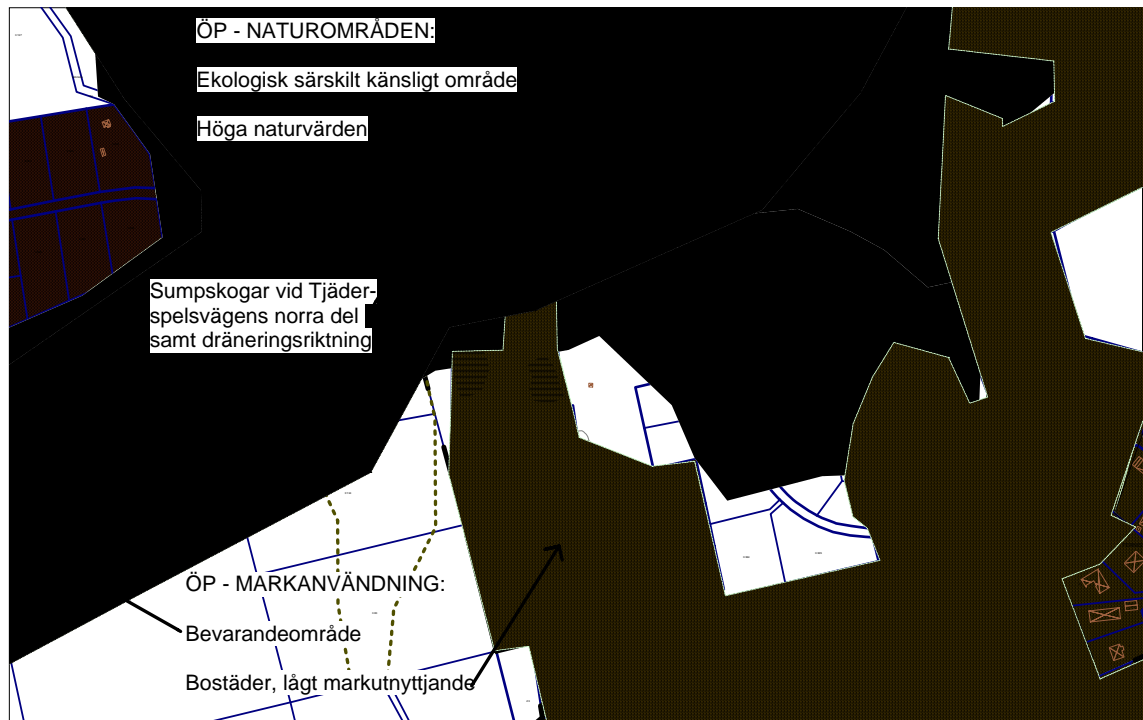 ÖP - NATUROMRÅDEN:
Ekologisk särskilt känsligt område
Höga naturvärden
Sumpskogar vid Tjäder-
spelsvägens norra del
samt dräneringsriktning
ÖP - MARKANVÄNDNING:
Bevarandeområde
Bostäder, lågt markutnyttjande